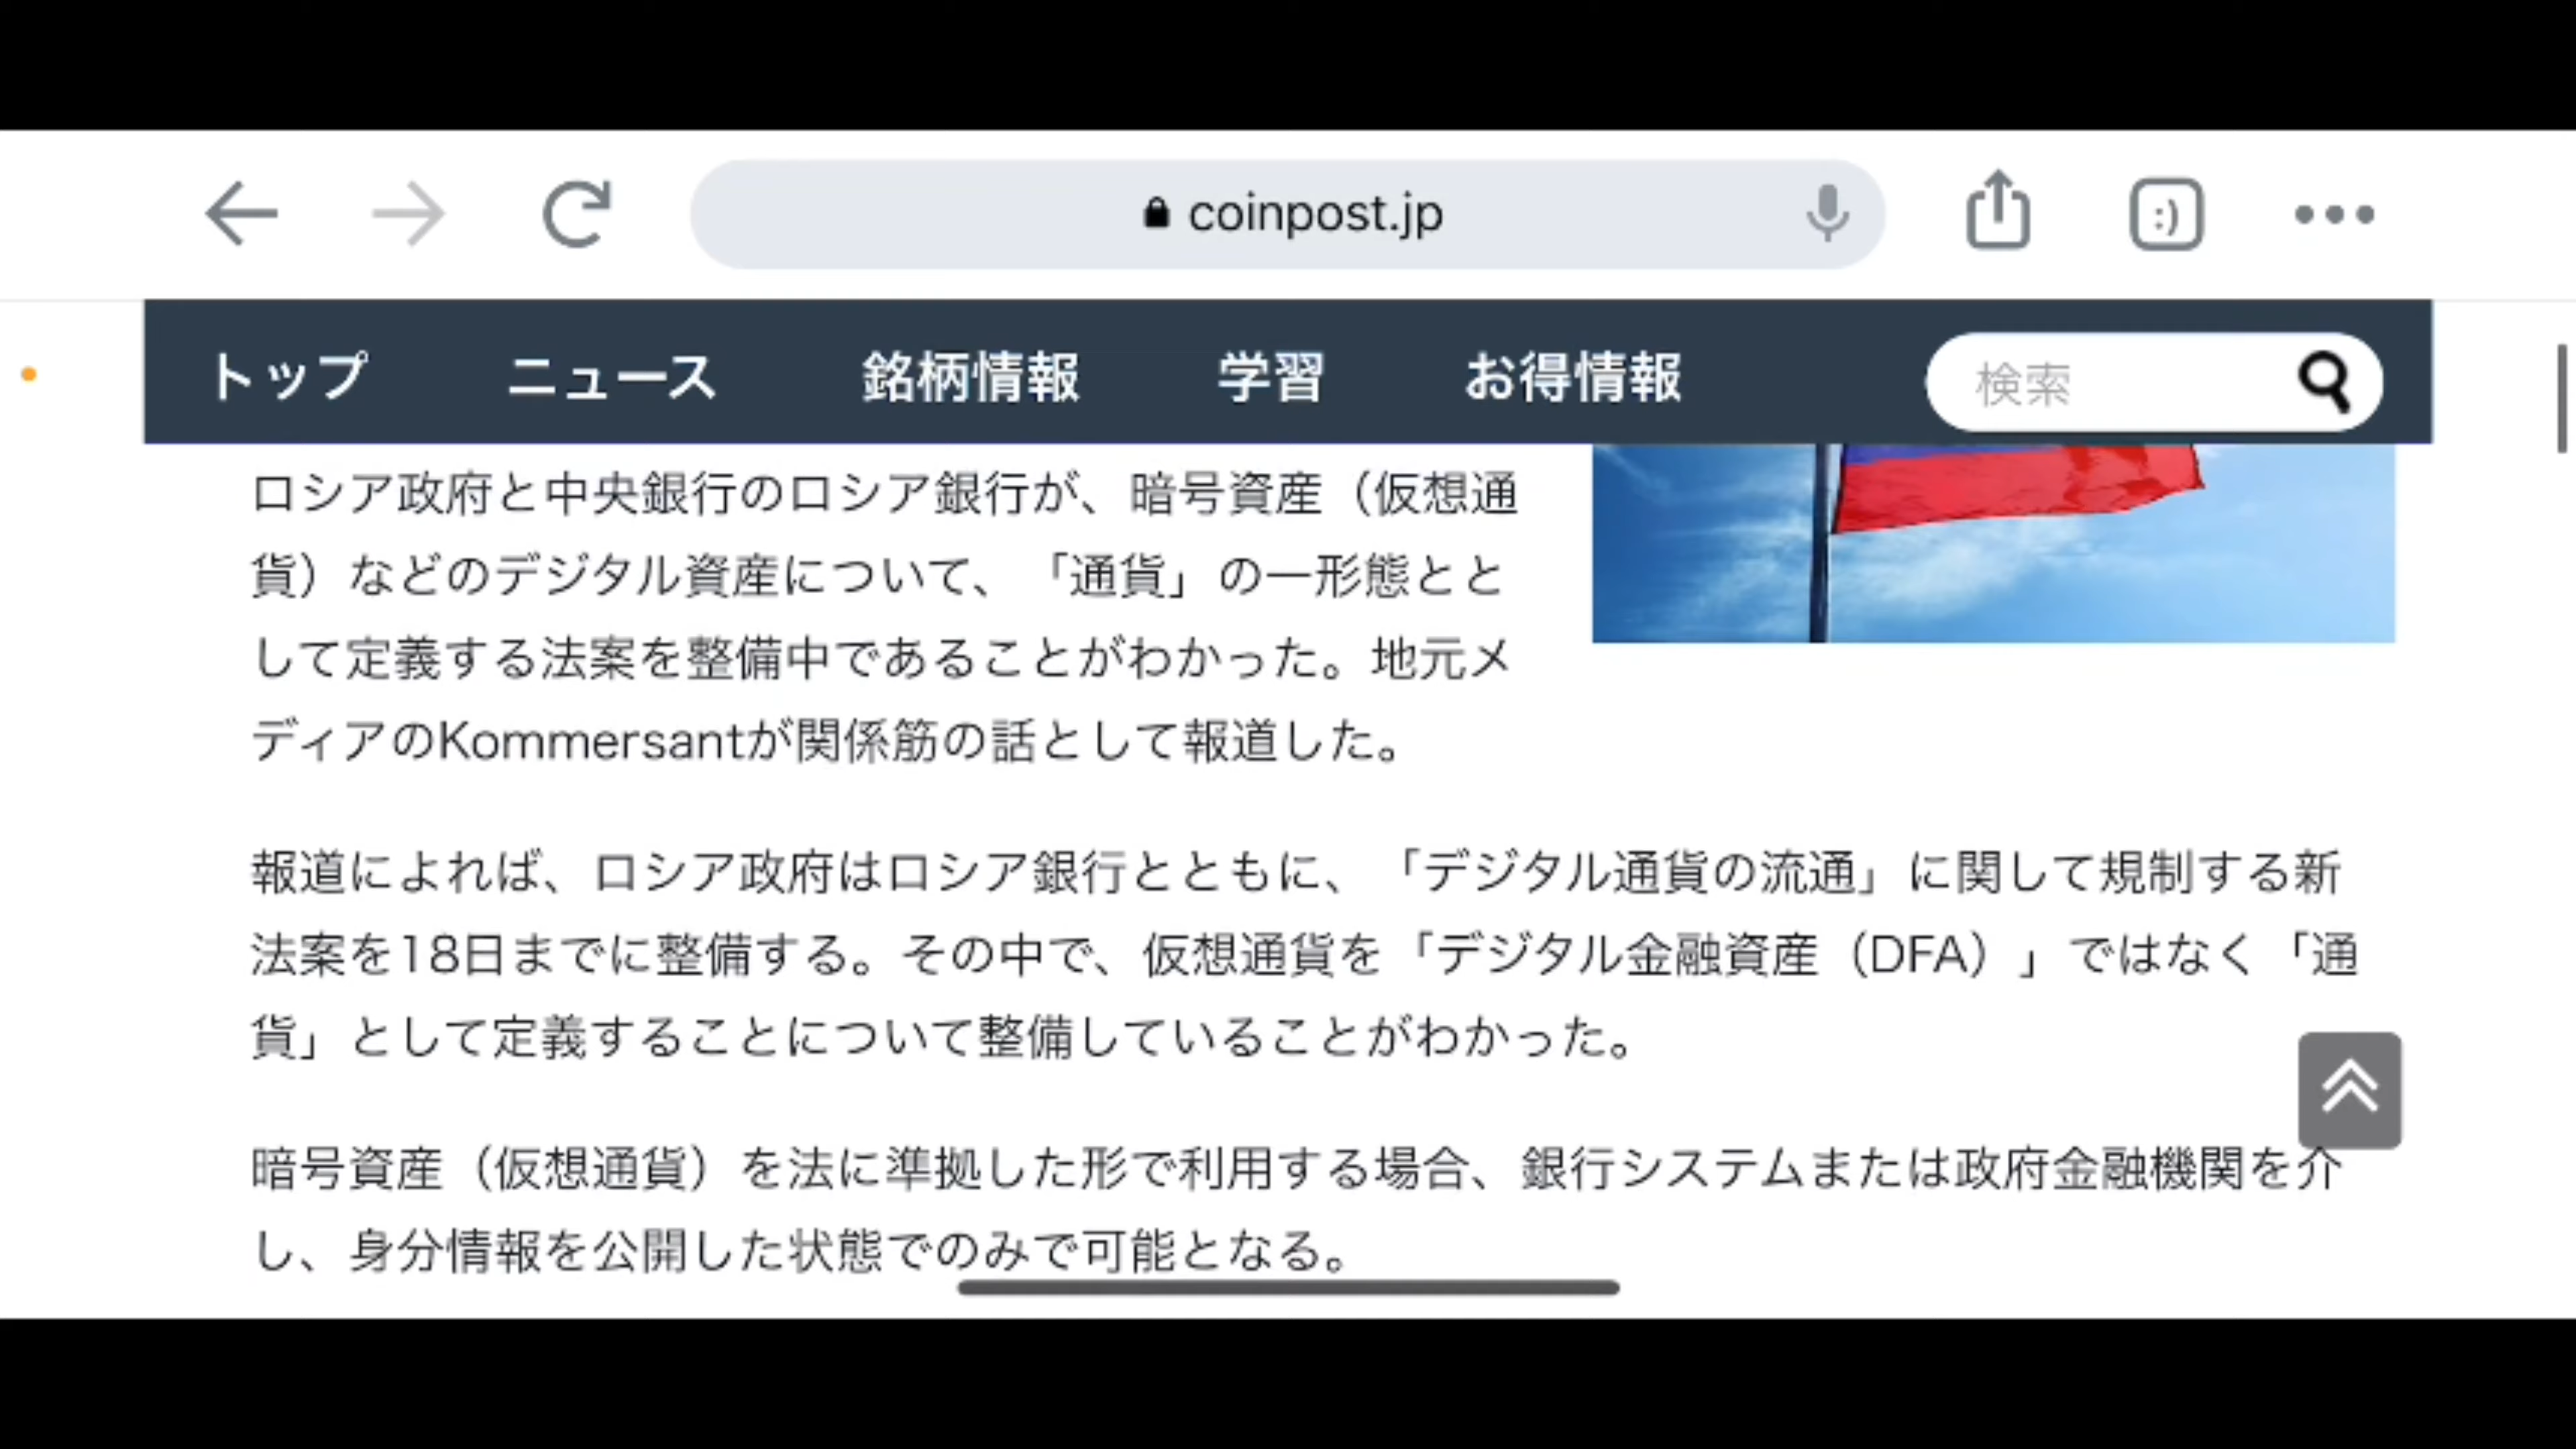 coinpost.jp
:)
トップ ニュース 銘柄情報 学習 お得情報 検索
ロシア政府と中央銀行のロシア銀行が、暗号資産（仮想通
貨）などのデジタル資産について、「通貨」の一形態とと
して定義する法案を整備中であることがわかった。地元メ
ディアのKommersantが関係筋の話として報道した。
報道によれば、ロシア政府はロシア銀行とともに、「デジタル通貨の流通」に関して規制する新
法案を18日までに整備する。その中で、仮想通貨を「デジタル金融資産（DFA）」ではなく「通
貨」として定義することについて整備していることがわかった。
暗号資産（仮想通貨）を法に準拠した形で利用する場合、銀行システムまたは政府金融機関を介
し、身分情報を公開した状態でのみで可能となる。